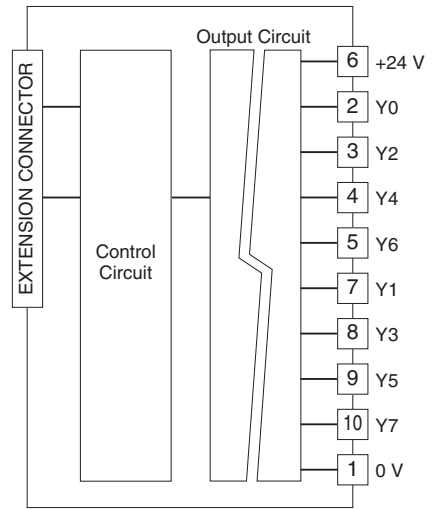 Output Circuit
EXTENSION CONNECTOR
Control
Circuit
6 +24 V
2 Y0
3 Y2
4 Y4
5 Y6
7 Y1
8 Y3
9 Y5
10 Y7
1 0 V